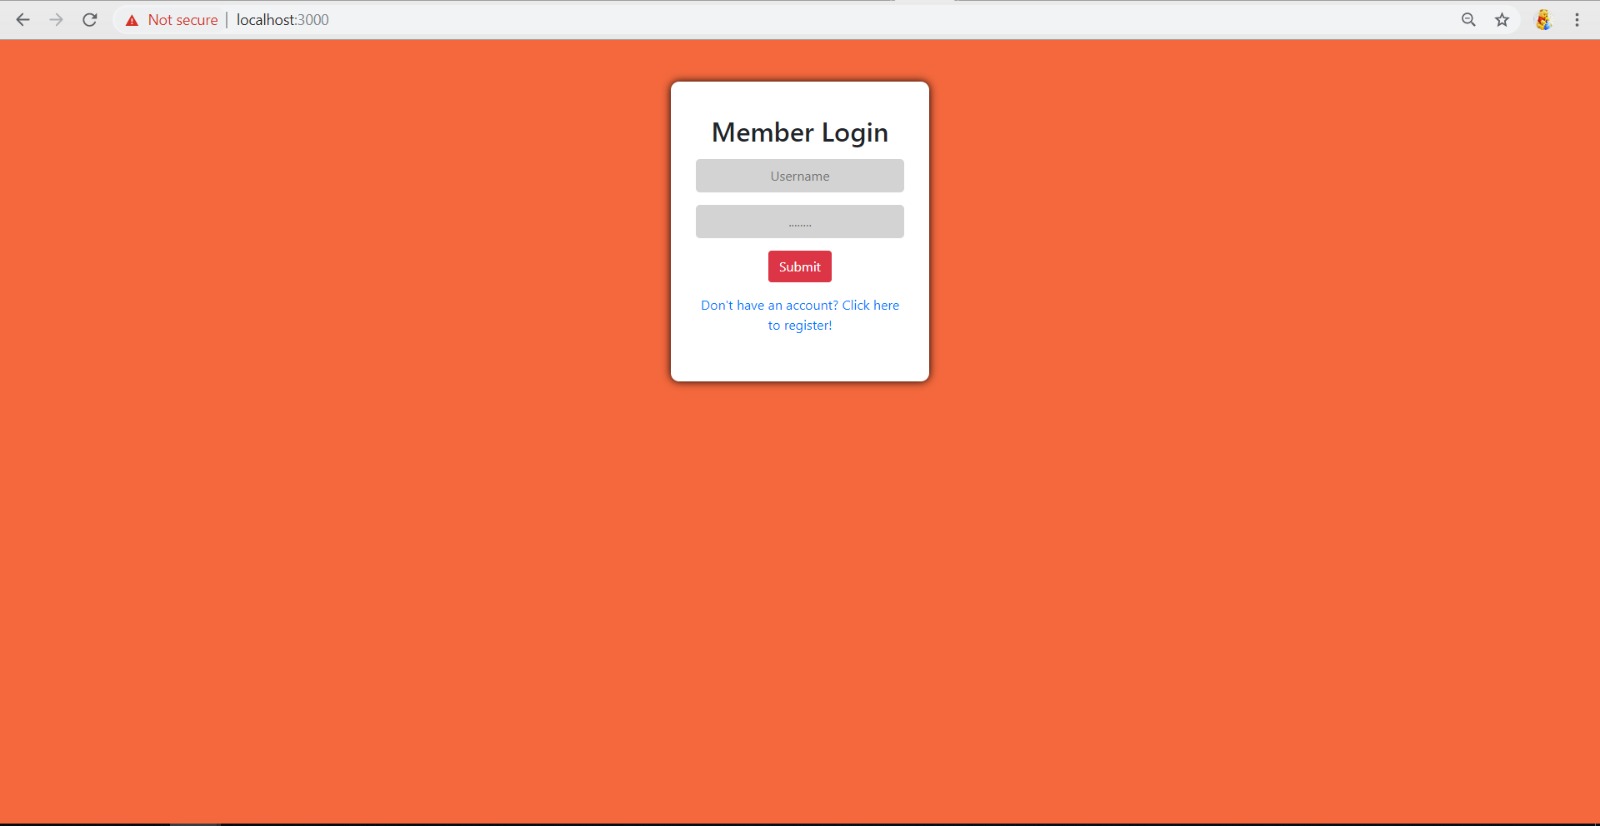 Not secure | localhost:3000
Member Login
Username
........
Submit
Don't have an account? Click here
to register!